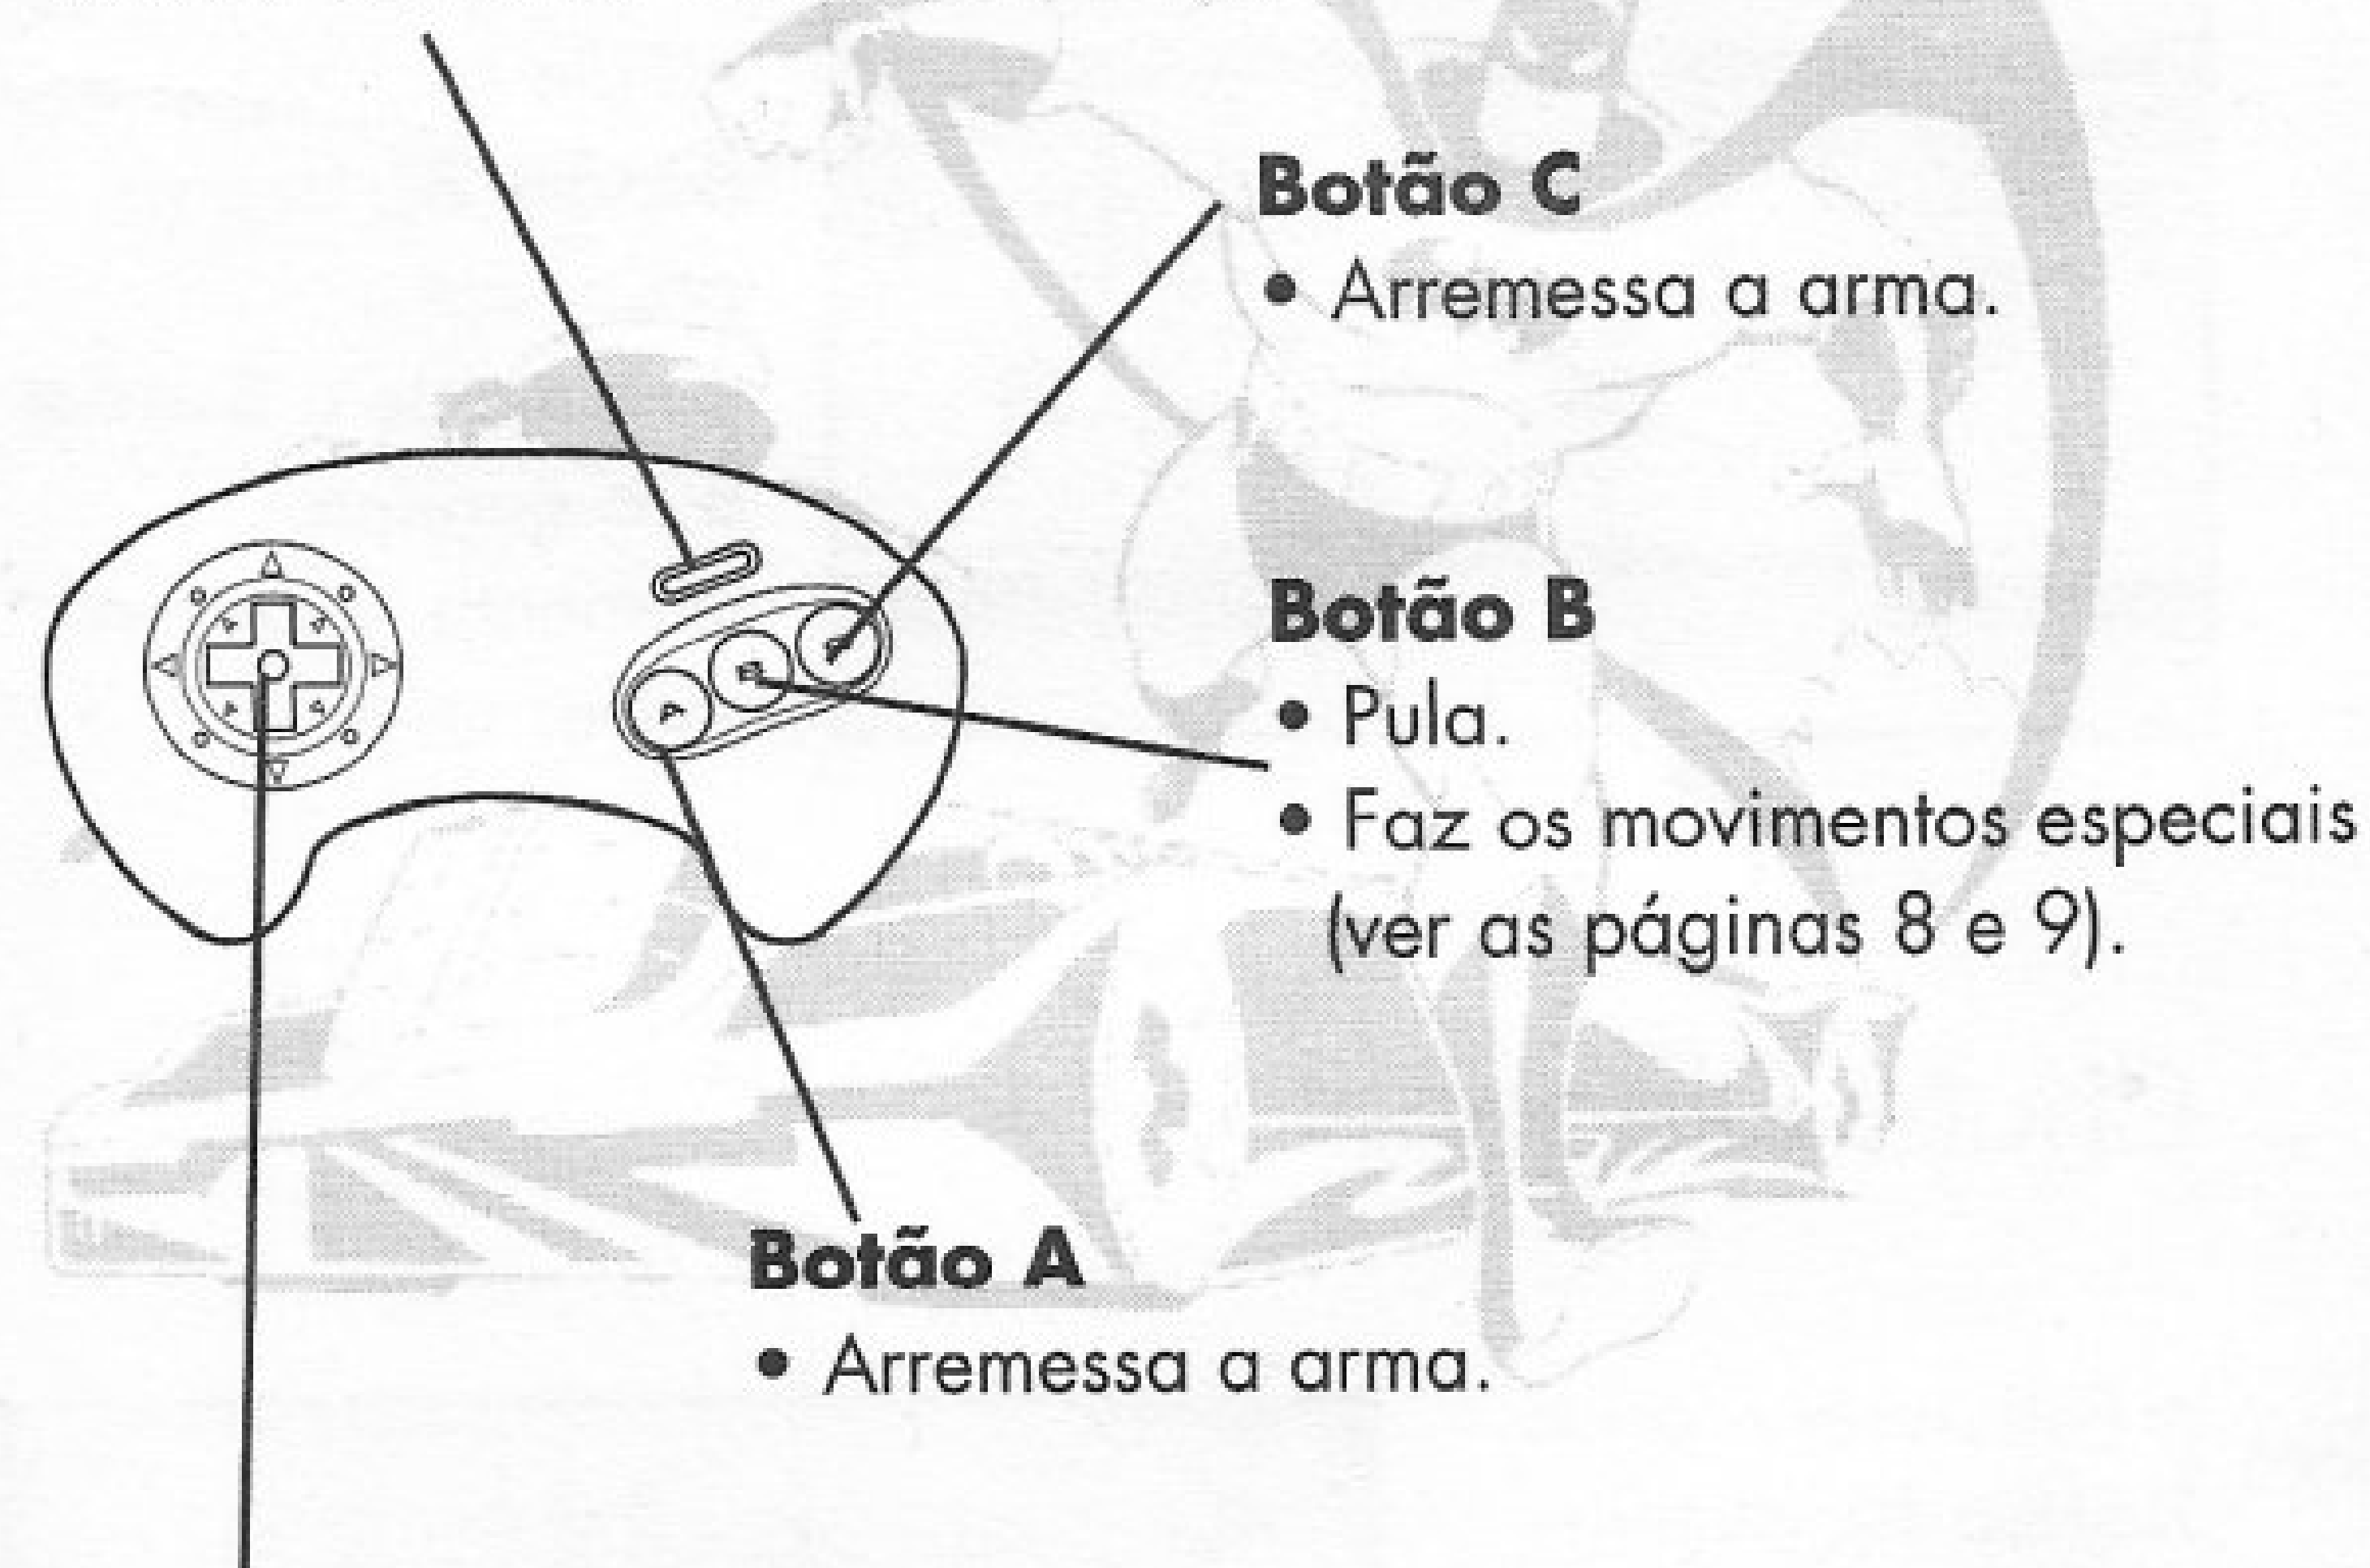 Botão C
• Arremessa a arma.
Botão B
• Pula.
• Faz os movimentos especiais
(ver as páginas 8 e 9).
A
B
Botão A
• Arremessa a arma.